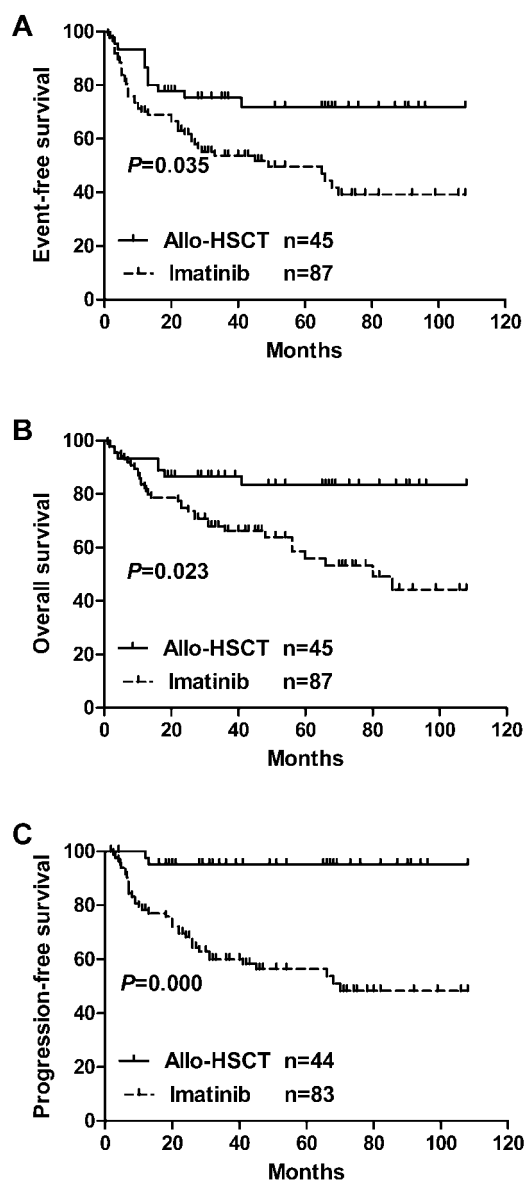 A
Event-free survival
100
80
60
40
20
0
P=0.035
Allo-HSCT n=45
Imatinib n=87
0 20 40 60 80 100 120
Months
B
Overall survival
100
80
60
40
20
0
P=0.023
Allo-HSCT n=45
Imatinib n=87
0 20 40 60 80 100 120
Months
C
Progression-free survival
100
80
60
40
20
0
P=0.000
Allo-HSCT n=44
Imatinib n=83
0 20 40 60 80 100 120
Months